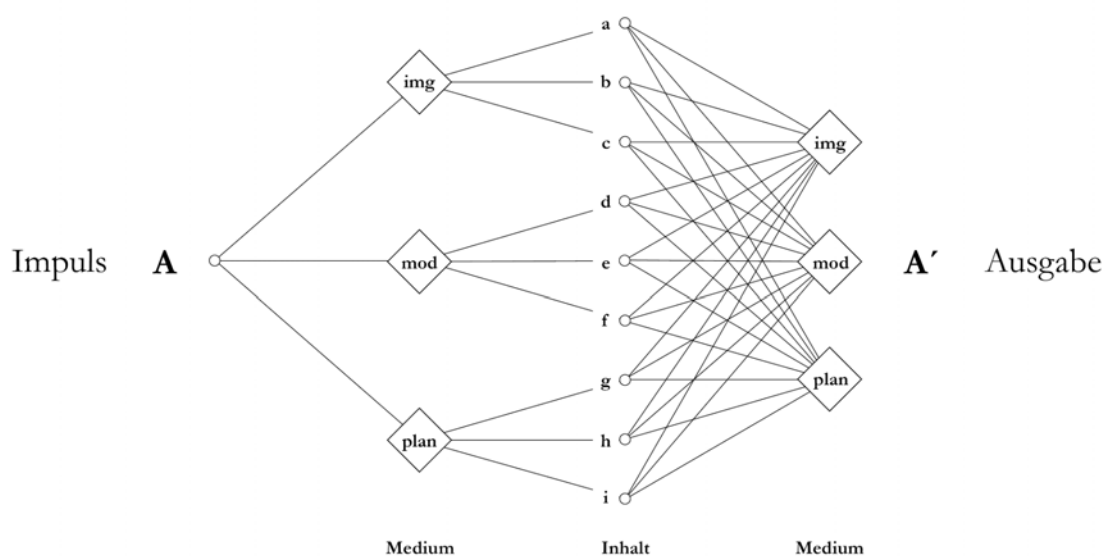 a
img
b
c
img
d
Impuls A mod e mod A´ Ausgabe
f
g
plan
plan h
i
Medium Inhalt Medium